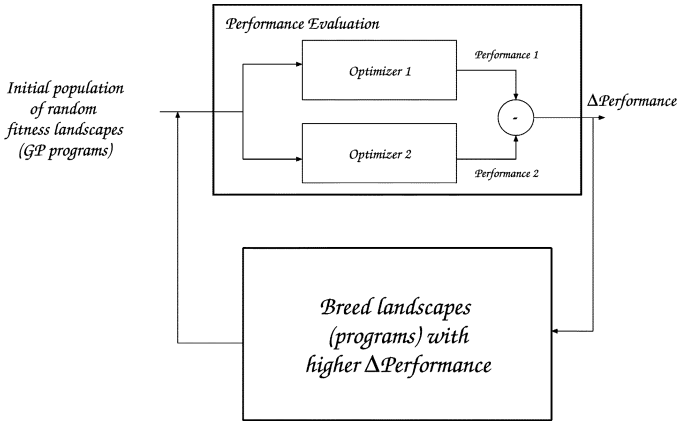 Performance Evaluation
Optimizer 1
Performance 1
Initial population
of random
fitness landscapes
(GP programs)
-
ΔPerformance
Optimizer 2
Performance 2
Breed landscapes
(programs) with
higher ΔPerformance